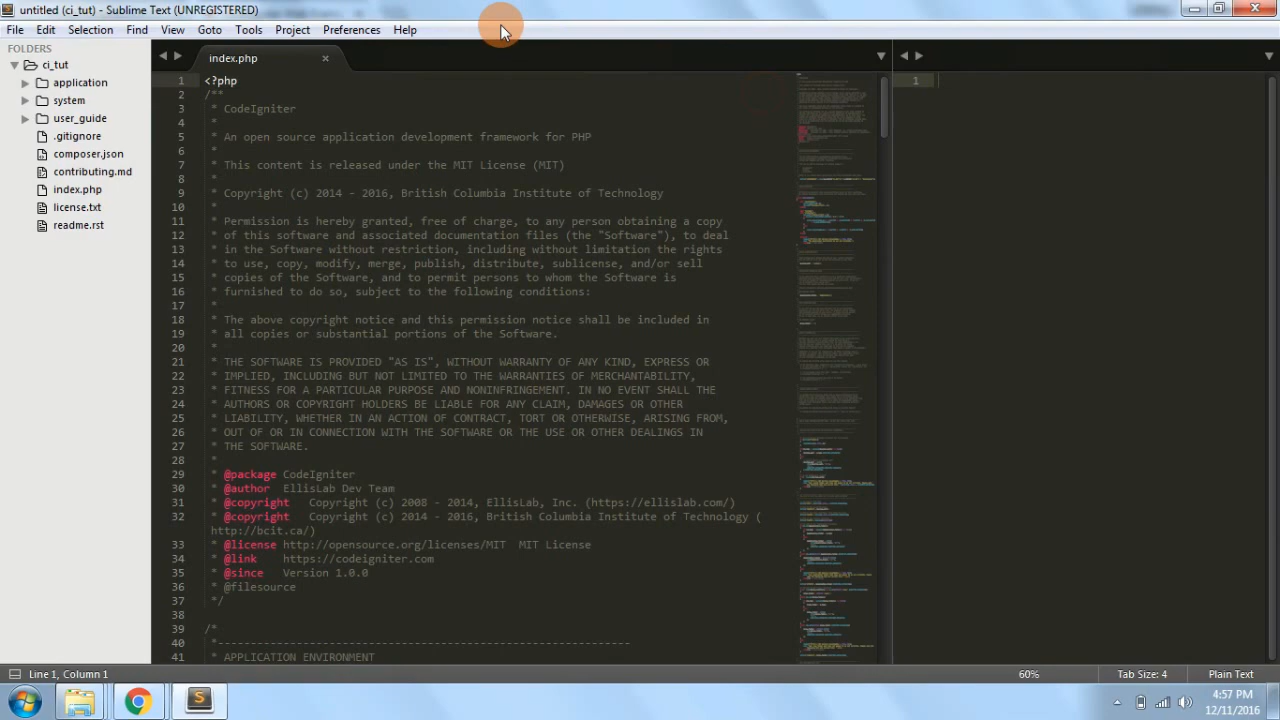 untitled (ci_tut) - Sublime Text (UNREGISTERED)
File Edit Selection Find View Goto Tools Project Preferences Help
FOLDERS
ci_tut
application
system
user_guide
.gitignore
composer.json
contributing.md
index.php
license.txt
readme.rst
index.php
1 <?php
2 /**
3 * CodeIgniter
4 *
5 * An open source application development framework for PHP
6 *
7 * This content is released under the MIT License (MIT)
8 *
9 * Copyright (c) 2014 - 2016, British Columbia Institute of Technology
10 *
11 * Permission is hereby granted, free of charge, to any person obtaining a copy
12 * of this software and associated documentation files (the "Software"), to deal
13 * in the Software without restriction, including without limitation the rights
14 * to use, copy, modify, merge, publish, distribute, sublicense, and/or sell
15 * copies of the Software, and to permit persons to whom the Software is
16 * furnished to do so, subject to the following conditions:
17 *
18 * The above copyright notice and this permission notice shall be included in
19 * all copies or substantial portions of the Software.
20 *
21 * THE SOFTWARE IS PROVIDED "AS IS", WITHOUT WARRANTY OF ANY KIND, EXPRESS OR
22 * IMPLIED, INCLUDING BUT NOT LIMITED TO THE WARRANTIES OF MERCHANTABILITY,
23 * FITNESS FOR A PARTICULAR PURPOSE AND NONINFRINGEMENT. IN NO EVENT SHALL THE
24 * AUTHORS OR COPYRIGHT HOLDERS BE LIABLE FOR ANY CLAIM, DAMAGES OR OTHER
25 * LIABILITY, WHETHER IN AN ACTION OF CONTRACT, TORT OR OTHERWISE, ARISING FROM,
26 * OUT OF OR IN CONNECTION WITH THE SOFTWARE OR THE USE OR OTHER DEALINGS IN
27 * THE SOFTWARE.
28 *
29 * @package CodeIgniter
30 * @author EllisLab Dev Team
31 * @copyright Copyright (c) 2008 - 2014, EllisLab, Inc. (https://ellislab.com/)
32 * @copyright Copyright (c) 2014 - 2016, British Columbia Institute of Technology (
http://bcit.ca/)
33 * @license http://opensource.org/licenses/MIT MIT License
34 * @link https://codeigniter.com
35 * @since Version 1.0.0
36 * @filesource
37 */
38
39 /*
40 *---------------------------------------------------------------
41 * APPLICATION ENVIRONMENT
1
Line 1, Column 1
60%
Tab Size: 4
Plain Text
4:57 PM
12/11/2016